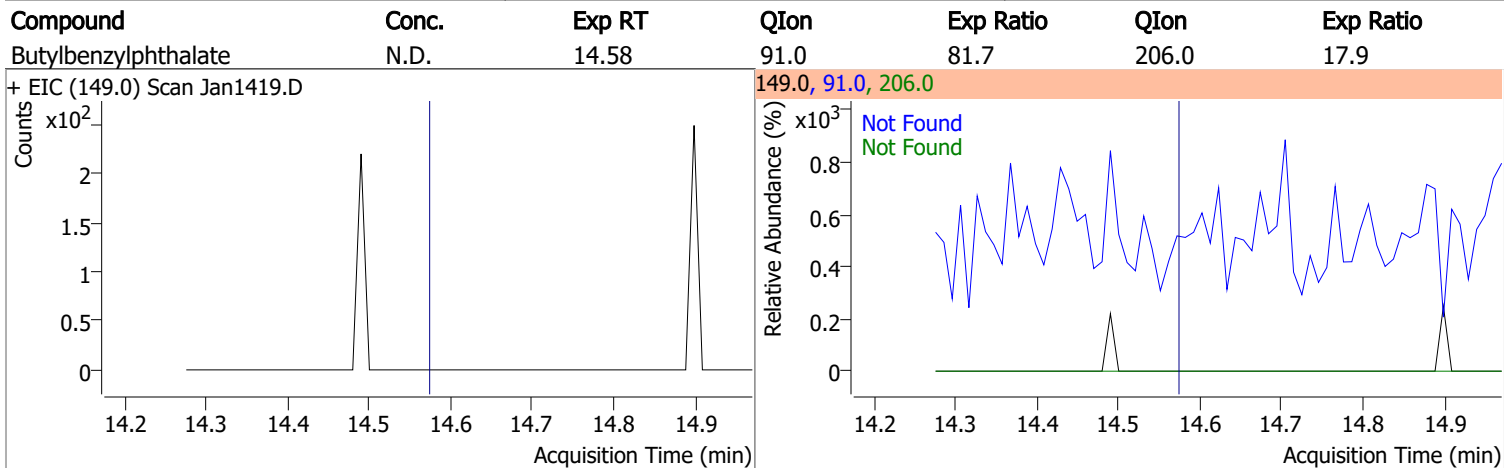 Compound Conc. Exp RT QIon Exp Ratio QIon Exp Ratio
Butylbenzylphthalate N.D. 14.58 91.0 81.7 206.0 17.9
+ EIC (149.0) Scan Jan1419.D
Counts
x10²
2
1.5
1
0.5
0
14.2 14.3 14.4 14.5 14.6 14.7 14.8 14.9
Acquisition Time (min)
149.0, 91.0, 206.0
Relative Abundance (%)
x10³
Not Found
Not Found
0.8
0.6
0.4
0.2
0
14.2 14.3 14.4 14.5 14.6 14.7 14.8 14.9
Acquisition Time (min)